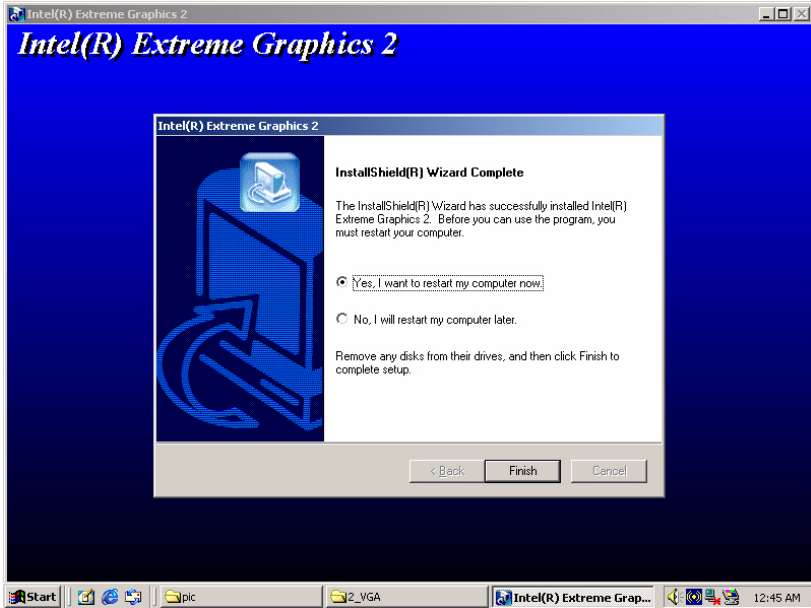 Intel(R) Extreme Graphics 2
Intel(R) Extreme Graphics 2
Intel(R) Extreme Graphics 2
InstallShield(R) Wizard Complete
The InstallShield(R) Wizard has successfully installed Intel(R)
Extreme Graphics 2. Before you can use the program, you
must restart your computer.
Yes, I want to restart my computer now.
No, I will restart my computer later.
Remove any disks from their drives, and then click Finish to
complete setup.
< Back Finish Cancel
Start pic 2_VGA Intel(R) Extreme Grap... 12:45 AM